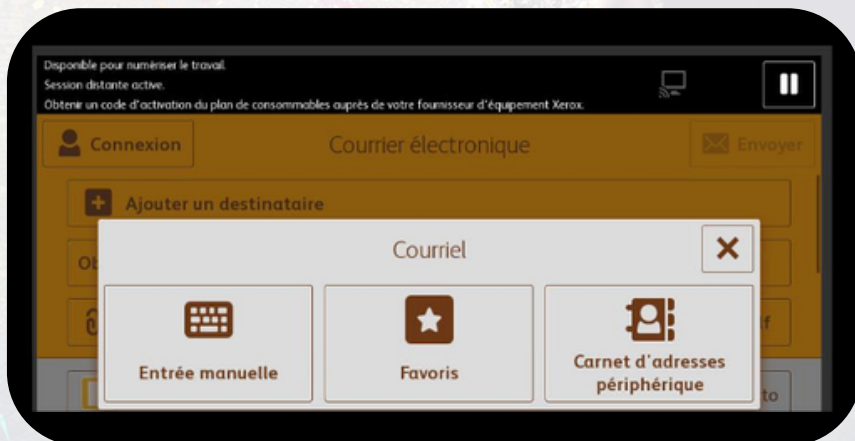 Disponible pour numériser le travail.
Session distante active.
Obtenir un code d'activation du plan de consommables auprès de votre fournisseur d'équipement Xerox.
Connexion
Courrier électronique
Envoyer
Ajouter un destinataire
Courriel
Entrée manuelle
Favoris
Carnet d'adresses
périphérique